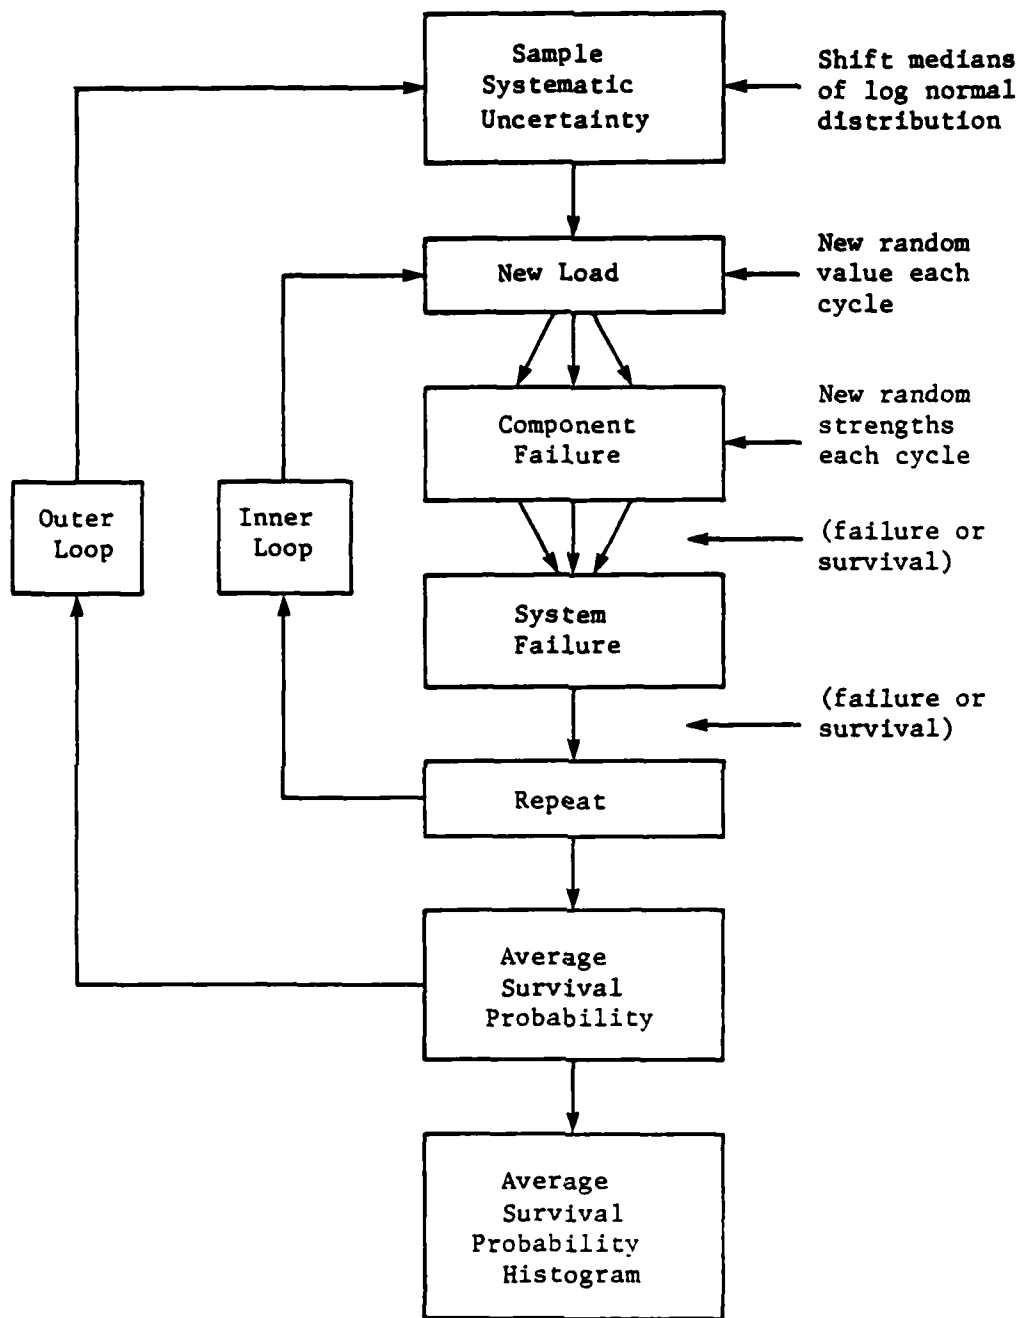 Sample
Systematic
Uncertainty
Shift medians
of log normal
distribution
New Load
New random
value each
cycle
Component
Failure
New random
strengths
each cycle
Outer
Loop
Inner
Loop
(failure or
survival)
System
Failure
(failure or
survival)
Repeat
Average
Survival
Probability
Average
Survival
Probability
Histogram